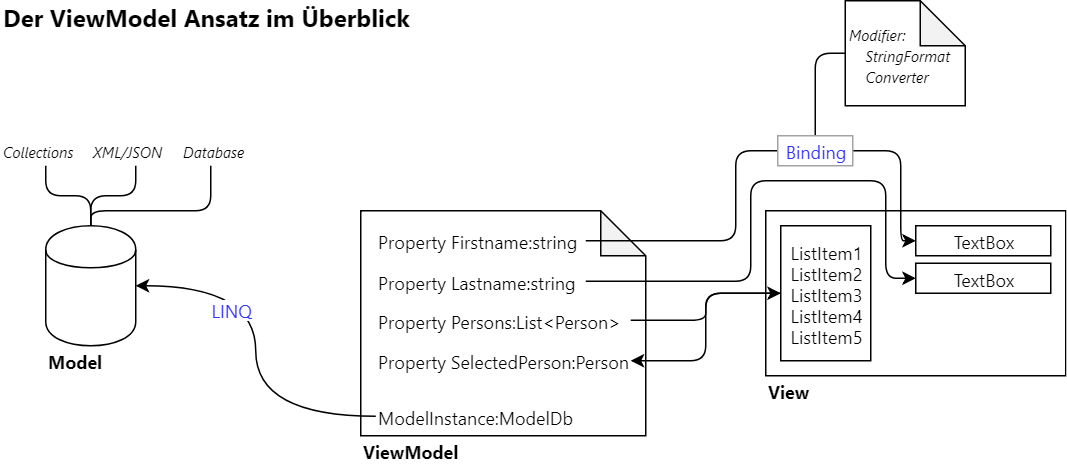 Der ViewModel Ansatz im Überblick
Modifier:
StringFormat
Converter
Collections
XML/JSON
Database
Binding
Property Firstname:string
Property Lastname:string
Property Persons:List<Person>
Property SelectedPerson:Person
ModelInstance:ModelDb
ViewModel
LINQ
Model
ListItem1
ListItem2
ListItem3
ListItem4
ListItem5
TextBox
TextBox
View